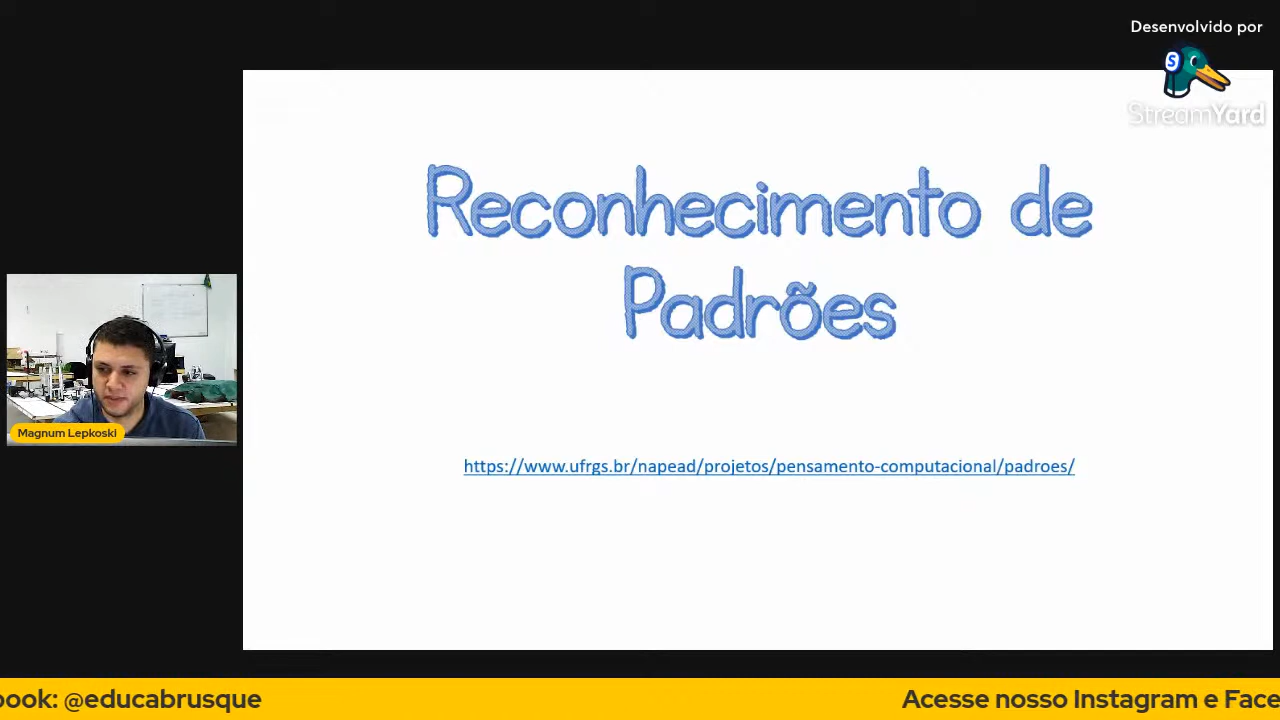 Desenvolvido por
StreamYard
Reconhecimento de
Padrões
https://www.ufrgs.br/napead/projetos/pensamento-computacional/padroes/
Magnum Lepkoski
book: @educabrusque Acesse nosso Instagram e Face